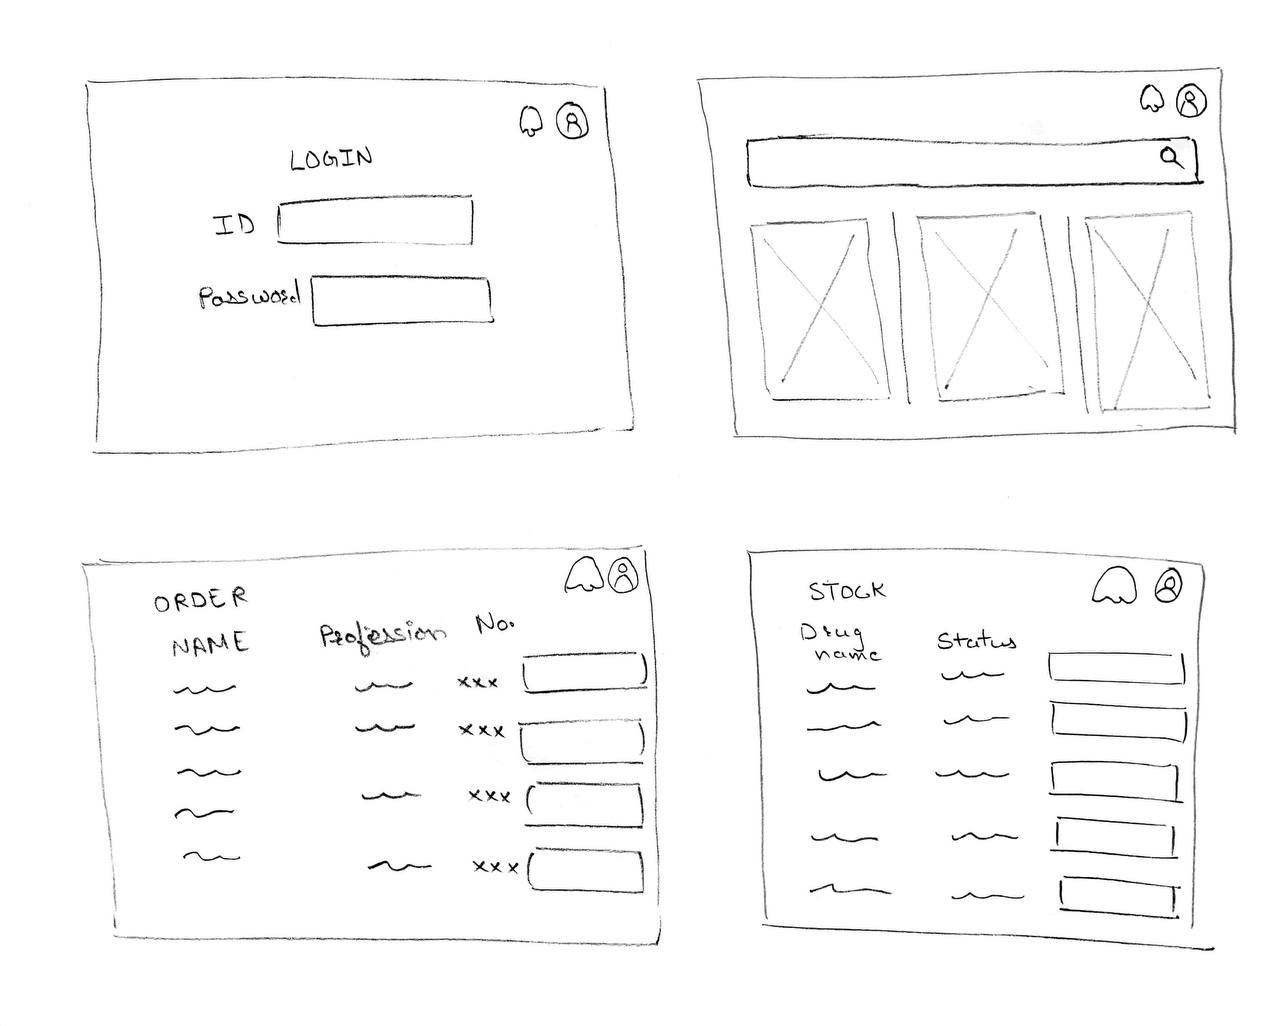 LOGIN
ID
Password
ORDER
NAME Profession No.
xxx
xxx
xxx
xxx
STOCK
Drug name Status